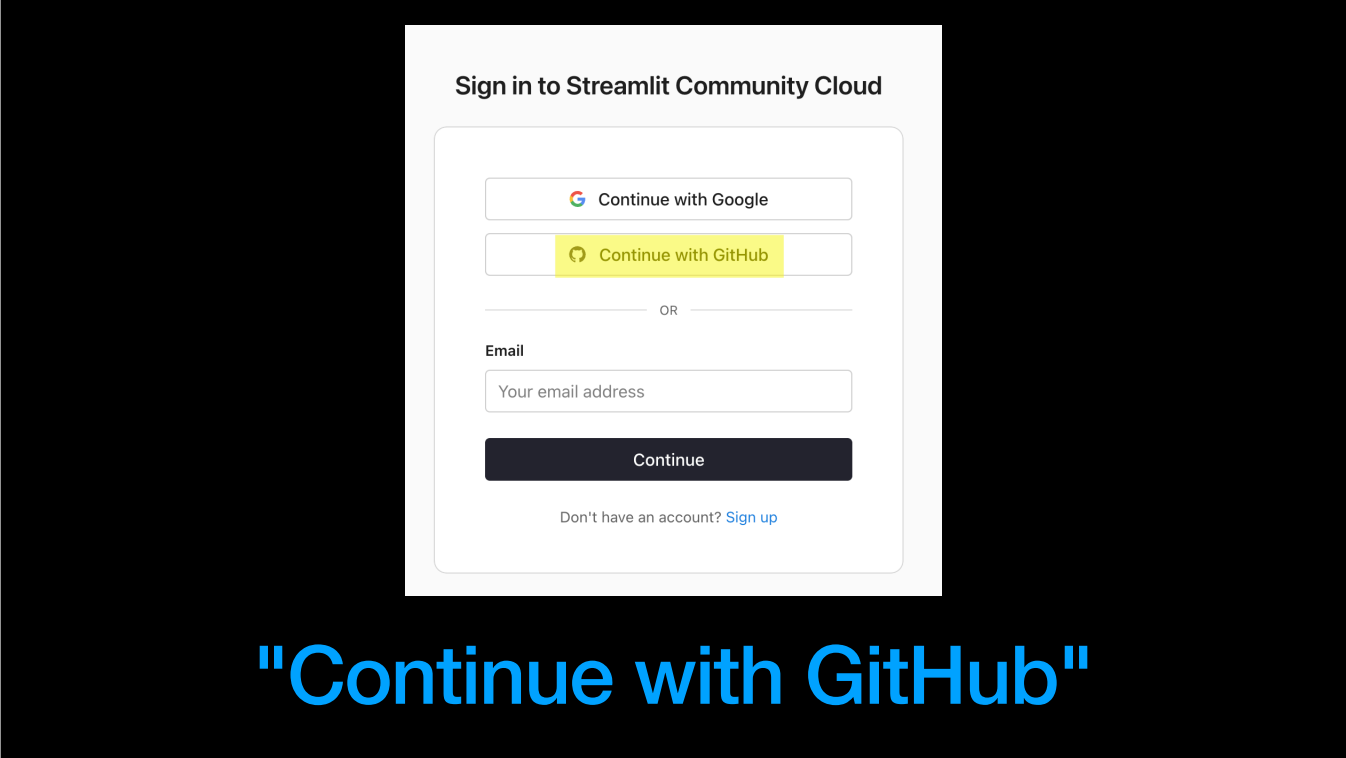 Sign in to Streamlit Community Cloud
Continue with Google
Continue with GitHub
OR
Email
Your email address
Continue
Don't have an account? Sign up
"Continue with GitHub"